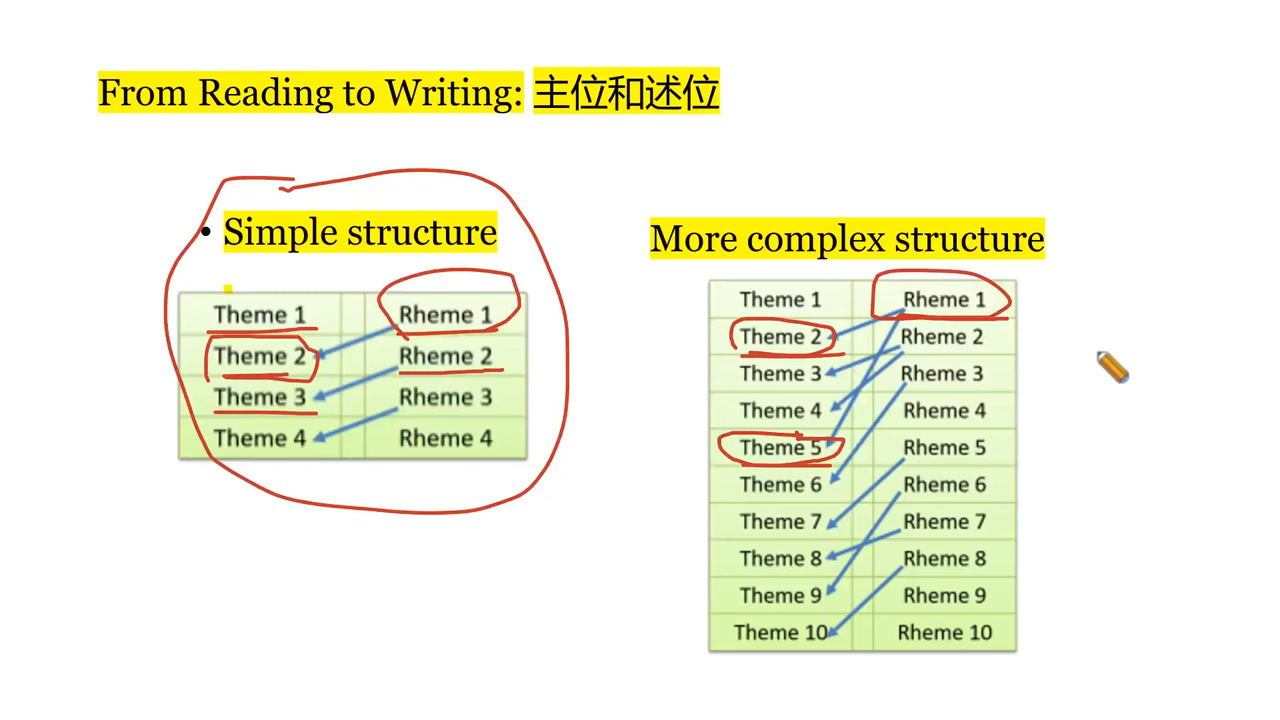 From Reading to Writing: 主位和述位
• Simple structure
Theme 1 Rheme 1
Theme 2 Rheme 2
Theme 3 Rheme 3
Theme 4 Rheme 4
More complex structure
Theme 1 Rheme 1
Theme 2 Rheme 2
Theme 3 Rheme 3
Theme 4 Rheme 4
Theme 5 Rheme 5
Theme 6 Rheme 6
Theme 7 Rheme 7
Theme 8 Rheme 8
Theme 9 Rheme 9
Theme 10 Rheme 10